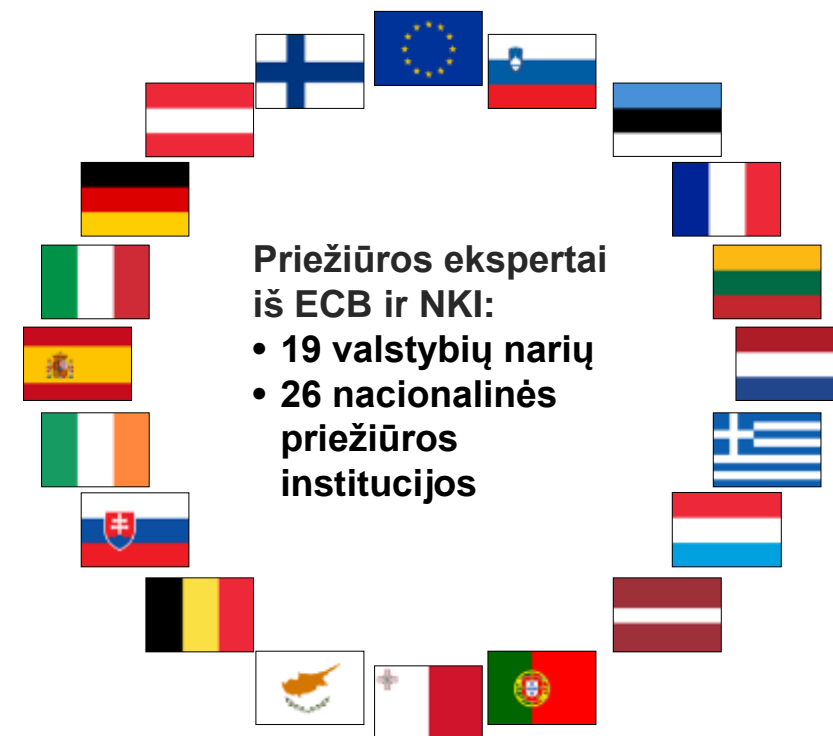 Priežiūros ekspertai
iš ECB ir NKI:
• 19 valstybių narių
• 26 nacionalinės
priežiūros
institucijos